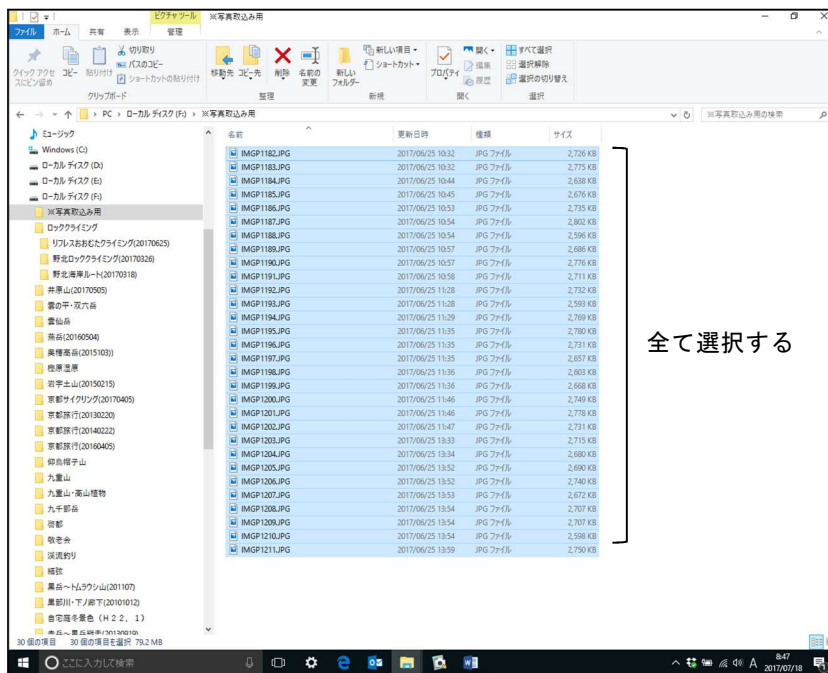 ピクチャ ツール ※写真取込み用
ファイル ホーム 共有 表示 管理
クイック アクセスにピン留め コピー 貼り付け 切り取り パスのコピー ショートカットの貼り付け 移動先 コピー先 削除 名前の変更 新しいフォルダー 新しい項目 ショートカット プロパティ 開く 編集 履歴 すべて選択 選択解除 選択の切り替え
クリップボード 整理 新規 開く 選択
PC › ローカル ディスク (F:) › ※写真取込み用 ※写真取込み用の検索
名前 更新日時 種類 サイズ
ミュージック
Windows (C:)
ローカル ディスク (D:)
ローカル ディスク (E:)
ローカル ディスク (F:)
※写真取込み用
ロッククライミング
リフレスおおむたクライミング(20170625)
野北ロッククライミング(20170326)
野北海岸ルート(20170318)
井原山(20170505)
雲の平・双六岳
雲仙岳
燕岳(20160504)
奥穂高岳(2015103))
樫原湿原
岩宇土山(20150215)
京都サイクリング(20170405)
京都旅行(20130220)
京都旅行(20140222)
京都旅行(20160405)
仰烏帽子山
九重山
九重山・高山植物
九千部岳
啓都
敬老会
渓流釣り
結弦
黒岳~トムラウシ山(201107)
黒部川・下ノ廊下(20101012)
自宅庭冬景色(H22,1)
IMGP1182.JPG 2017/06/25 10:32 JPG ファイル 2,726 KB
IMGP1183.JPG 2017/06/25 10:32 JPG ファイル 2,775 KB
IMGP1184.JPG 2017/06/25 10:44 JPG ファイル 2,638 KB
IMGP1185.JPG 2017/06/25 10:45 JPG ファイル 2,676 KB
IMGP1186.JPG 2017/06/25 10:53 JPG ファイル 2,735 KB
IMGP1187.JPG 2017/06/25 10:54 JPG ファイル 2,802 KB
IMGP1188.JPG 2017/06/25 10:54 JPG ファイル 2,596 KB
IMGP1189.JPG 2017/06/25 10:57 JPG ファイル 2,686 KB
IMGP1190.JPG 2017/06/25 10:57 JPG ファイル 2,776 KB
IMGP1191.JPG 2017/06/25 10:58 JPG ファイル 2,711 KB
IMGP1192.JPG 2017/06/25 11:28 JPG ファイル 2,732 KB
IMGP1193.JPG 2017/06/25 11:28 JPG ファイル 2,593 KB
IMGP1194.JPG 2017/06/25 11:29 JPG ファイル 2,769 KB
IMGP1195.JPG 2017/06/25 11:35 JPG ファイル 2,780 KB
IMGP1196.JPG 2017/06/25 11:35 JPG ファイル 2,731 KB
IMGP1197.JPG 2017/06/25 11:35 JPG ファイル 2,657 KB
IMGP1198.JPG 2017/06/25 11:36 JPG ファイル 2,603 KB
IMGP1199.JPG 2017/06/25 11:36 JPG ファイル 2,668 KB
IMGP1200.JPG 2017/06/25 11:46 JPG ファイル 2,749 KB
IMGP1201.JPG 2017/06/25 11:46 JPG ファイル 2,778 KB
IMGP1202.JPG 2017/06/25 11:47 JPG ファイル 2,731 KB
IMGP1203.JPG 2017/06/25 13:33 JPG ファイル 2,715 KB
IMGP1204.JPG 2017/06/25 13:34 JPG ファイル 2,680 KB
IMGP1205.JPG 2017/06/25 13:52 JPG ファイル 2,690 KB
IMGP1206.JPG 2017/06/25 13:52 JPG ファイル 2,740 KB
IMGP1207.JPG 2017/06/25 13:53 JPG ファイル 2,672 KB
IMGP1208.JPG 2017/06/25 13:54 JPG ファイル 2,707 KB
IMGP1209.JPG 2017/06/25 13:54 JPG ファイル 2,707 KB
IMGP1210.JPG 2017/06/25 13:54 JPG ファイル 2,598 KB
IMGP1211.JPG 2017/06/25 13:59 JPG ファイル 2,750 KB
全て選択する
30 個の項目 30 個の項目を選択 79.2 MB
ここに入力して検索 A 8:47
2017/07/18